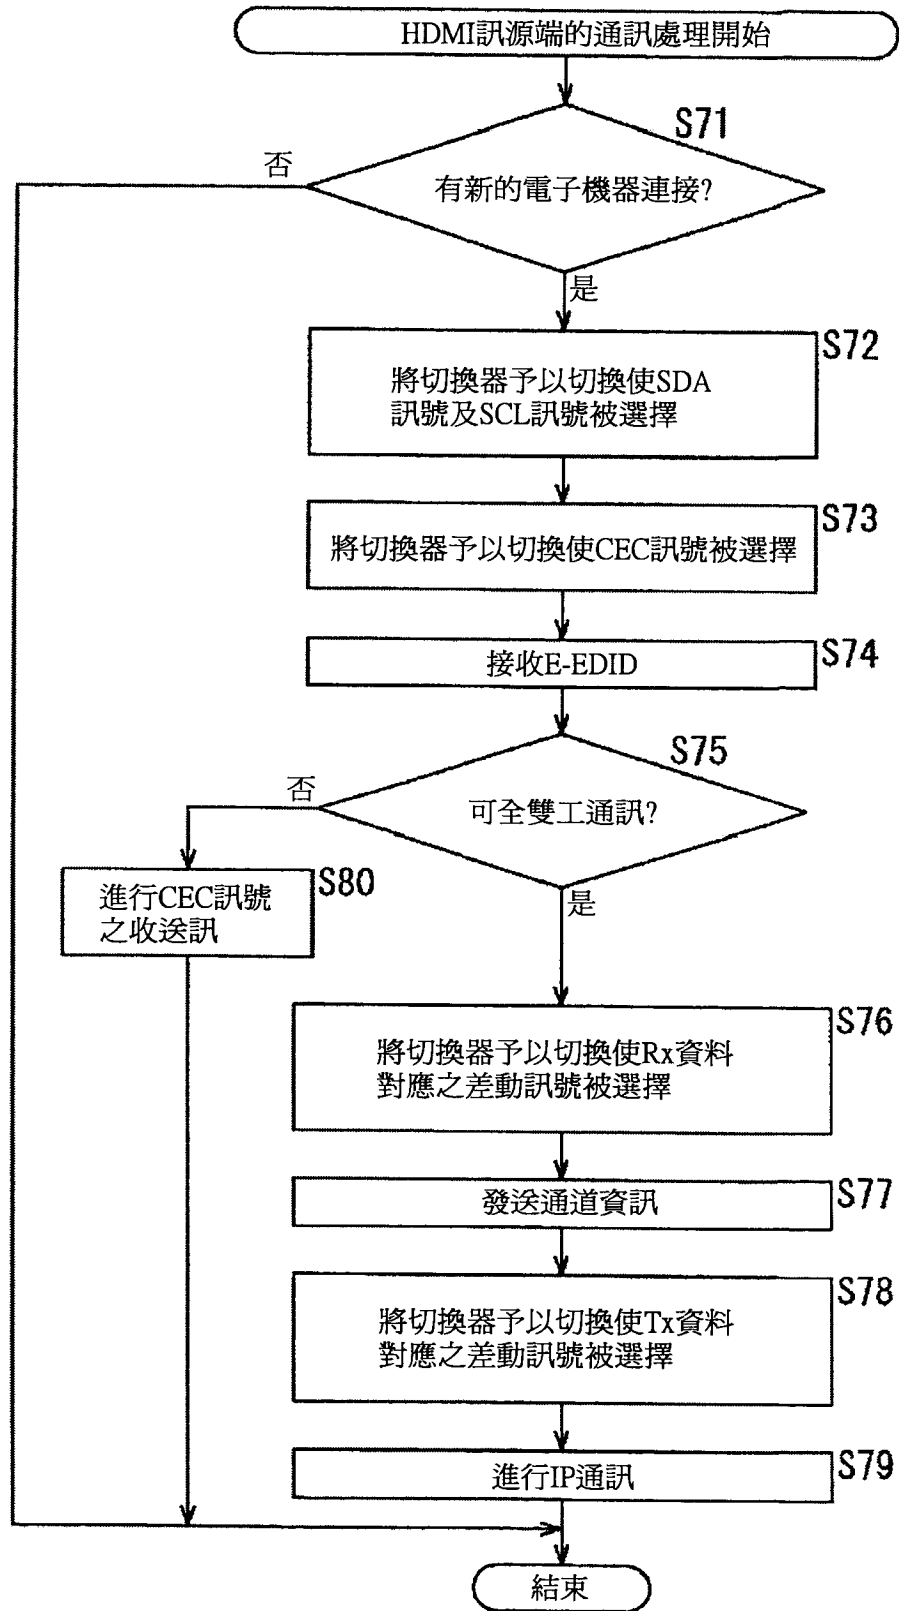 HDMI訊源端的通訊處理開始
S71
有新的電子機器連接?
否
是
S72
將切換器予以切換使SDA
訊號及SCL訊號被選擇
S73
將切換器予以切換使CEC訊號被選擇
S74
接收E-EDID
S75
可全雙工通訊?
否
是
S80
進行CEC訊號
之收送訊
S76
將切換器予以切換使Rx資料
對應之差動訊號被選擇
S77
發送通道資訊
S78
將切換器予以切換使Tx資料
對應之差動訊號被選擇
S79
進行IP通訊
結束